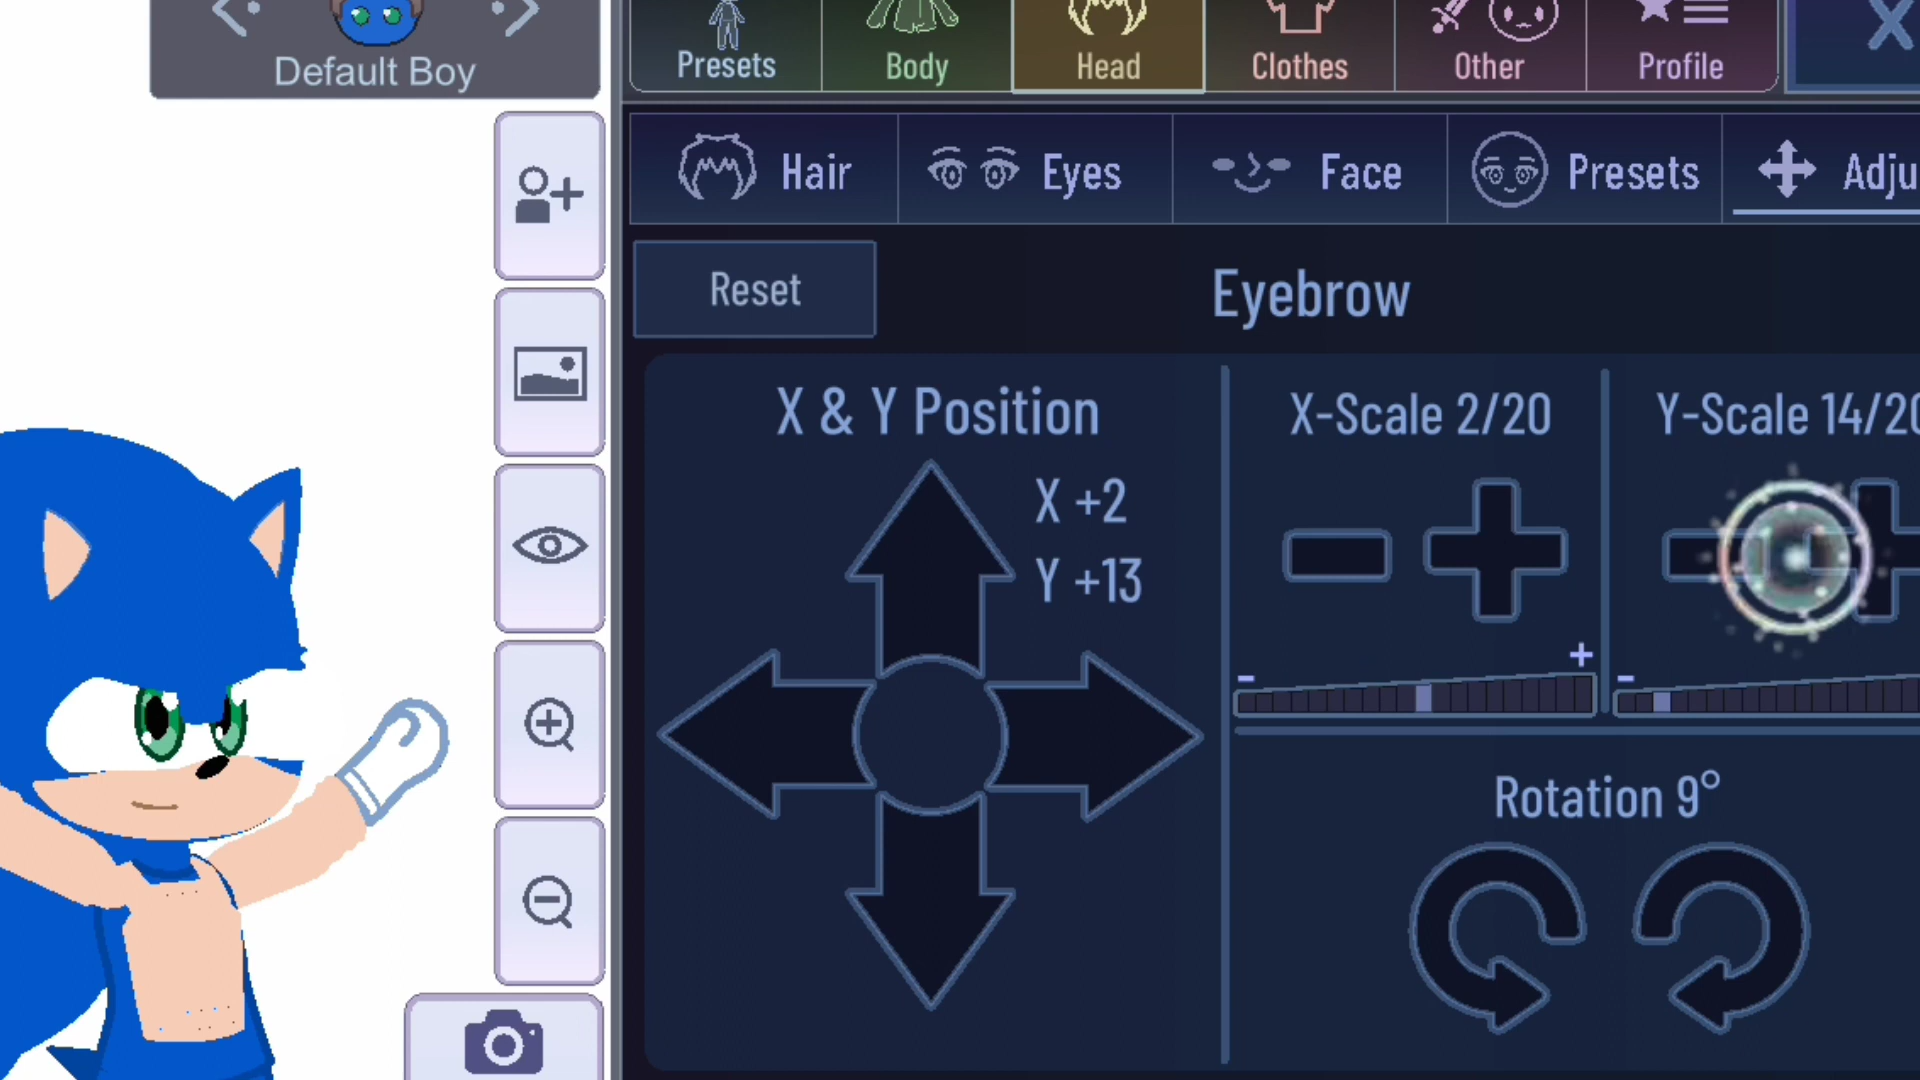 Default Boy
Presets
Body
Head
Clothes
Other
Profile
X
Hair
Eyes
Face
Presets
Adju
Reset
Eyebrow
X & Y Position
X +2
Y +13
X-Scale 2/20
Y-Scale 14/20
- +
-
Rotation 9°